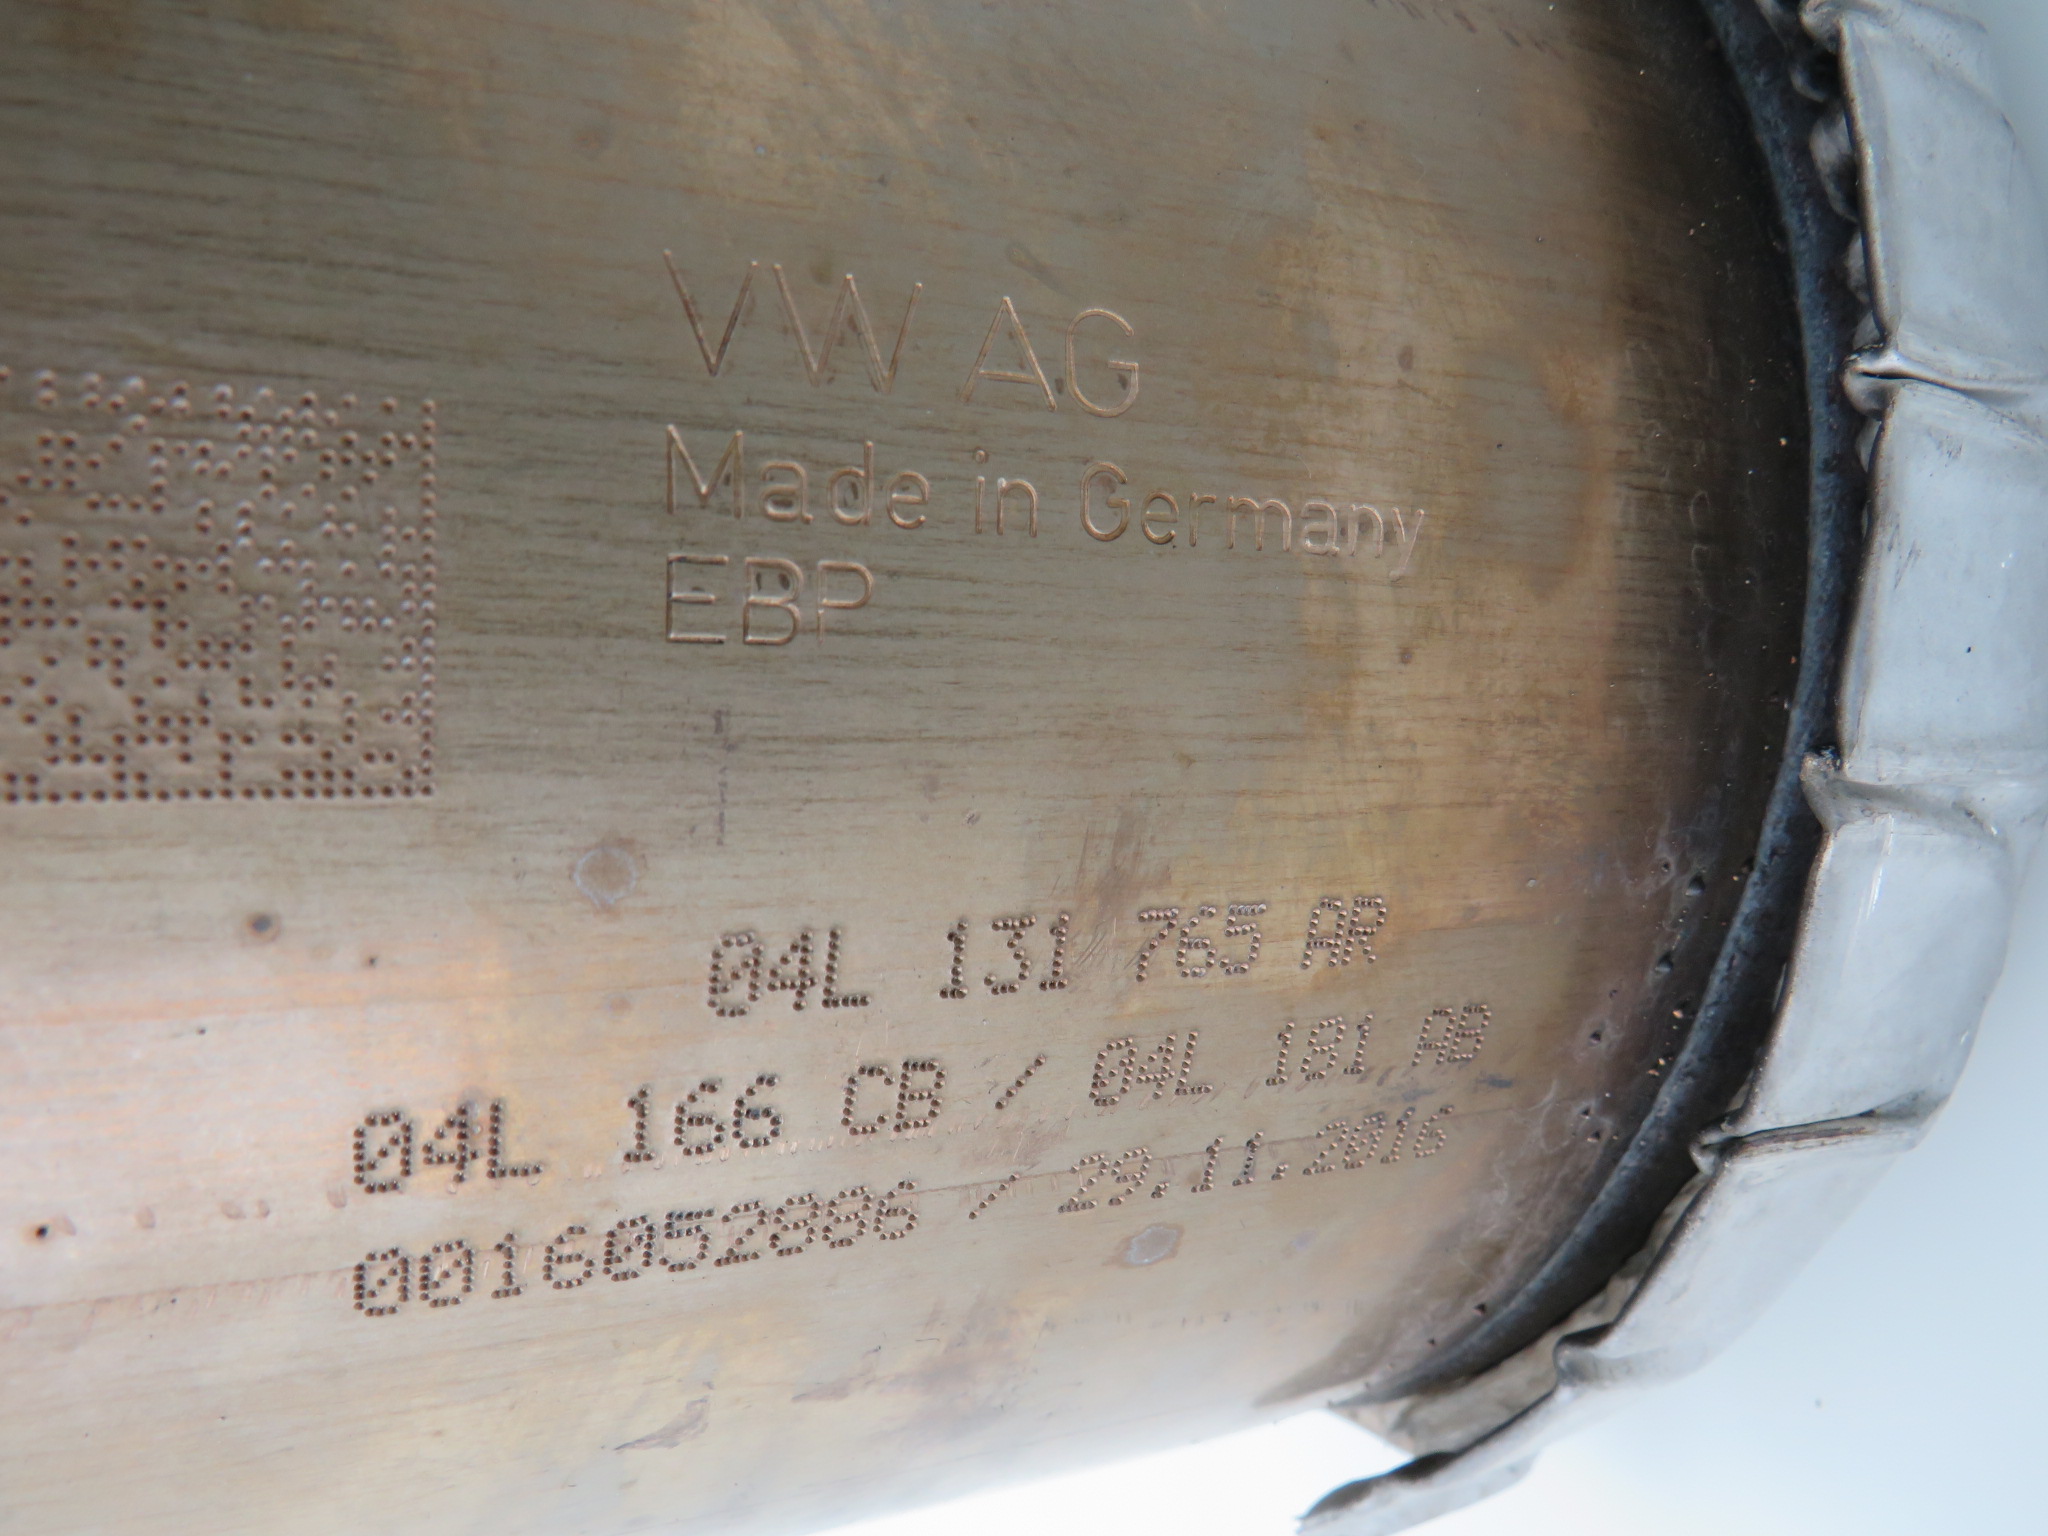 VW AG
Made in Germany
EBP
04L 131 765 AR
04L 166 CB / 04L 181 AB
0016052886 / 29.11.2016